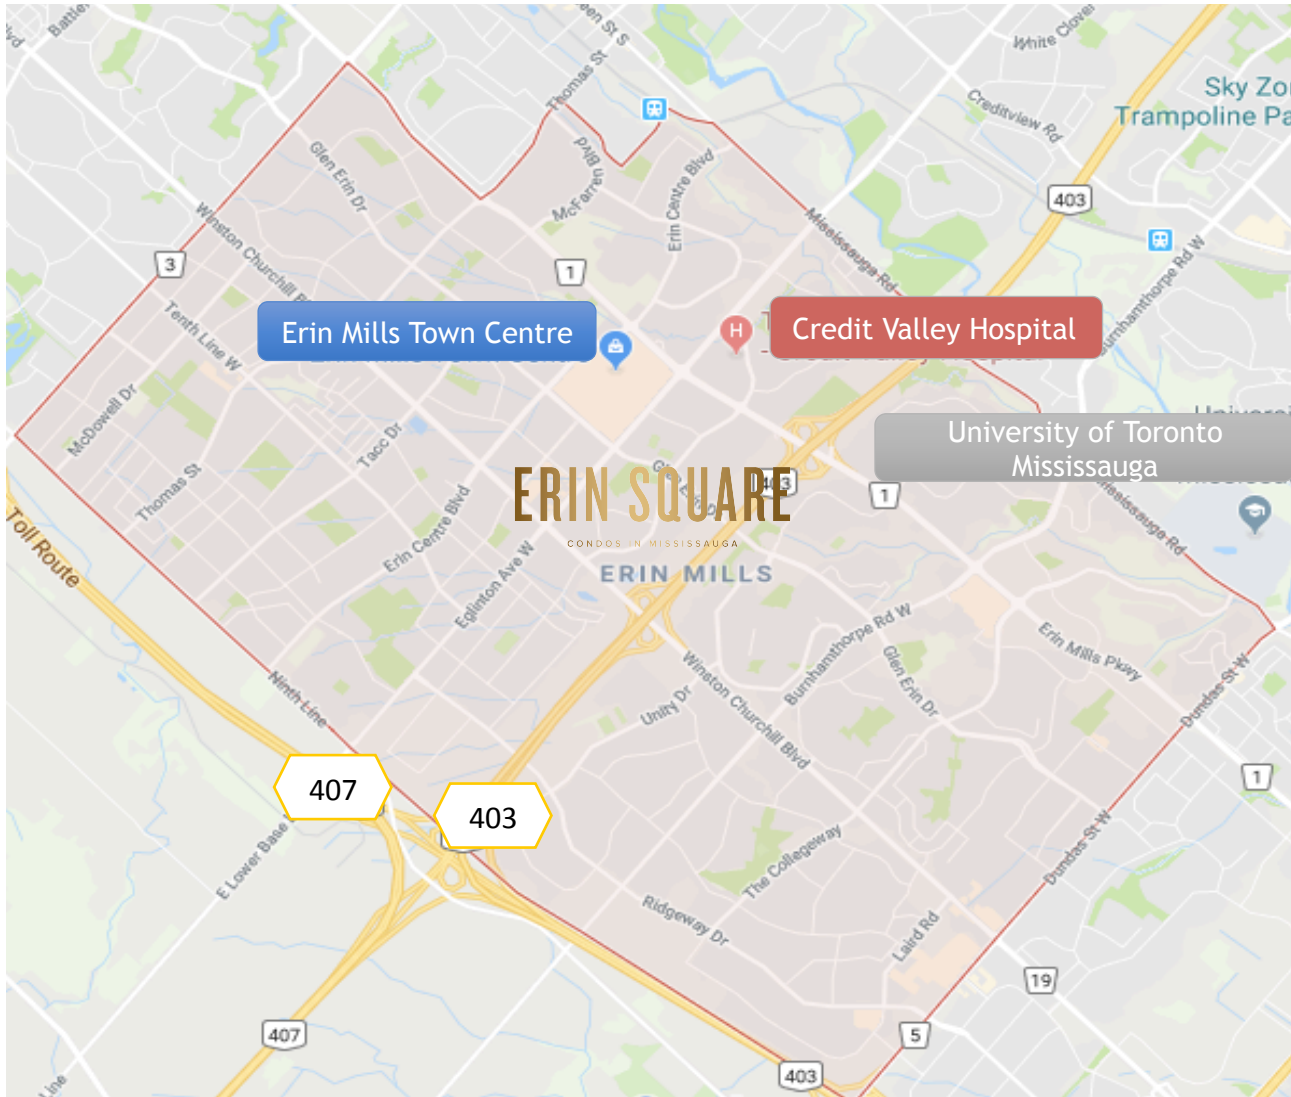 Battle
Blvd
Thomas St
White Clover
Sky Zo
Trampoline Pa
Creditview Rd
Glen Erin Dr
McFarren Blvd
Erin Centre Blvd
403
Mississauga Rd
Burnhamthorpe Rd W
Winston Churchill B
3
1
Tenth Line W
Erin Mills Town Centre
H
Credit Valley Hospital
McDowell Dr
Tacc Dr
Thomas St
University of Toronto
Mississauga
ERIN SQUARE
CONDOS IN MISSISSAUGA
403
1
Mississauga Rd
Toll Route
Erin Centre Blvd
Eglinton Ave W
ERIN MILLS
Burnhamthorpe Rd W
Erin Mills Pkwy
Glen Erin Dr
Winston Churchill Blvd
Unity Dr
Ninth Line
Dundas St W
1
407
403
E Lower Base
The Collegeway
Dundas St W
Ridgeway Dr
Laird Rd
19
407
5
403
Line